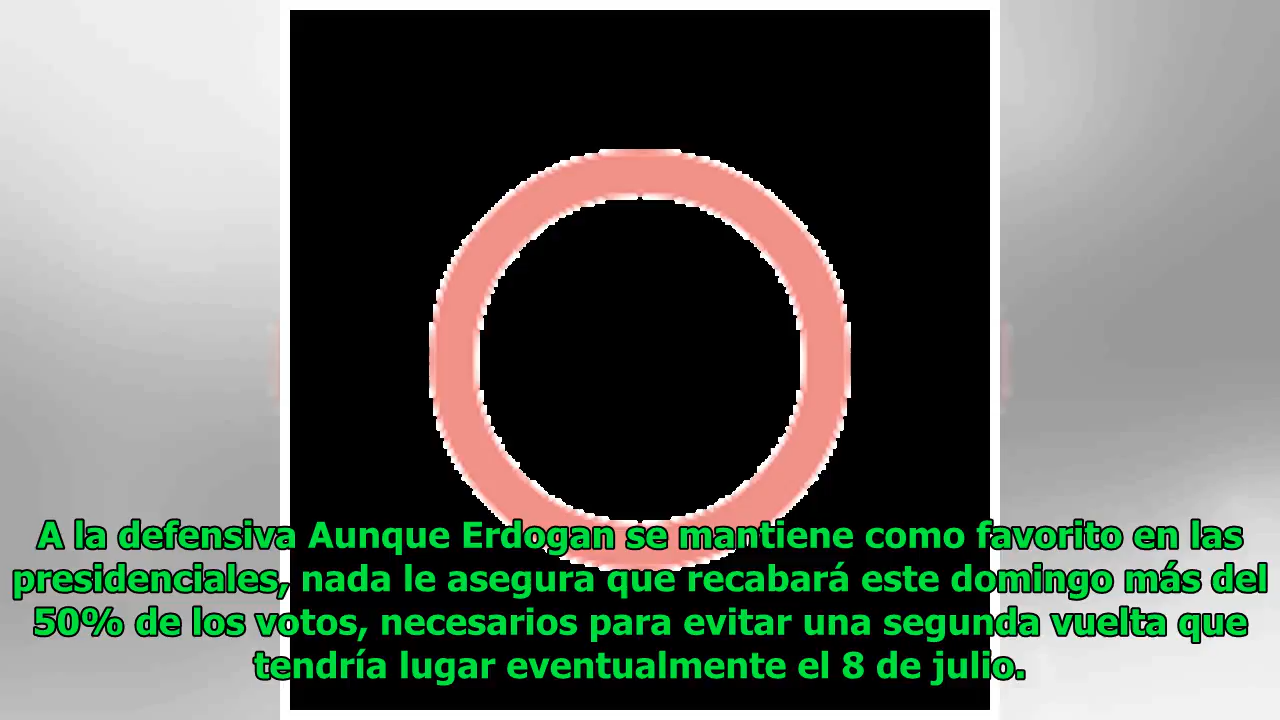 A la defensiva Aunque Erdogan se mantiene como favorito en las
presidenciales, nada le asegura que recabará este domingo más del
50% de los votos, necesarios para evitar una segunda vuelta que
tendría lugar eventualmente el 8 de julio.